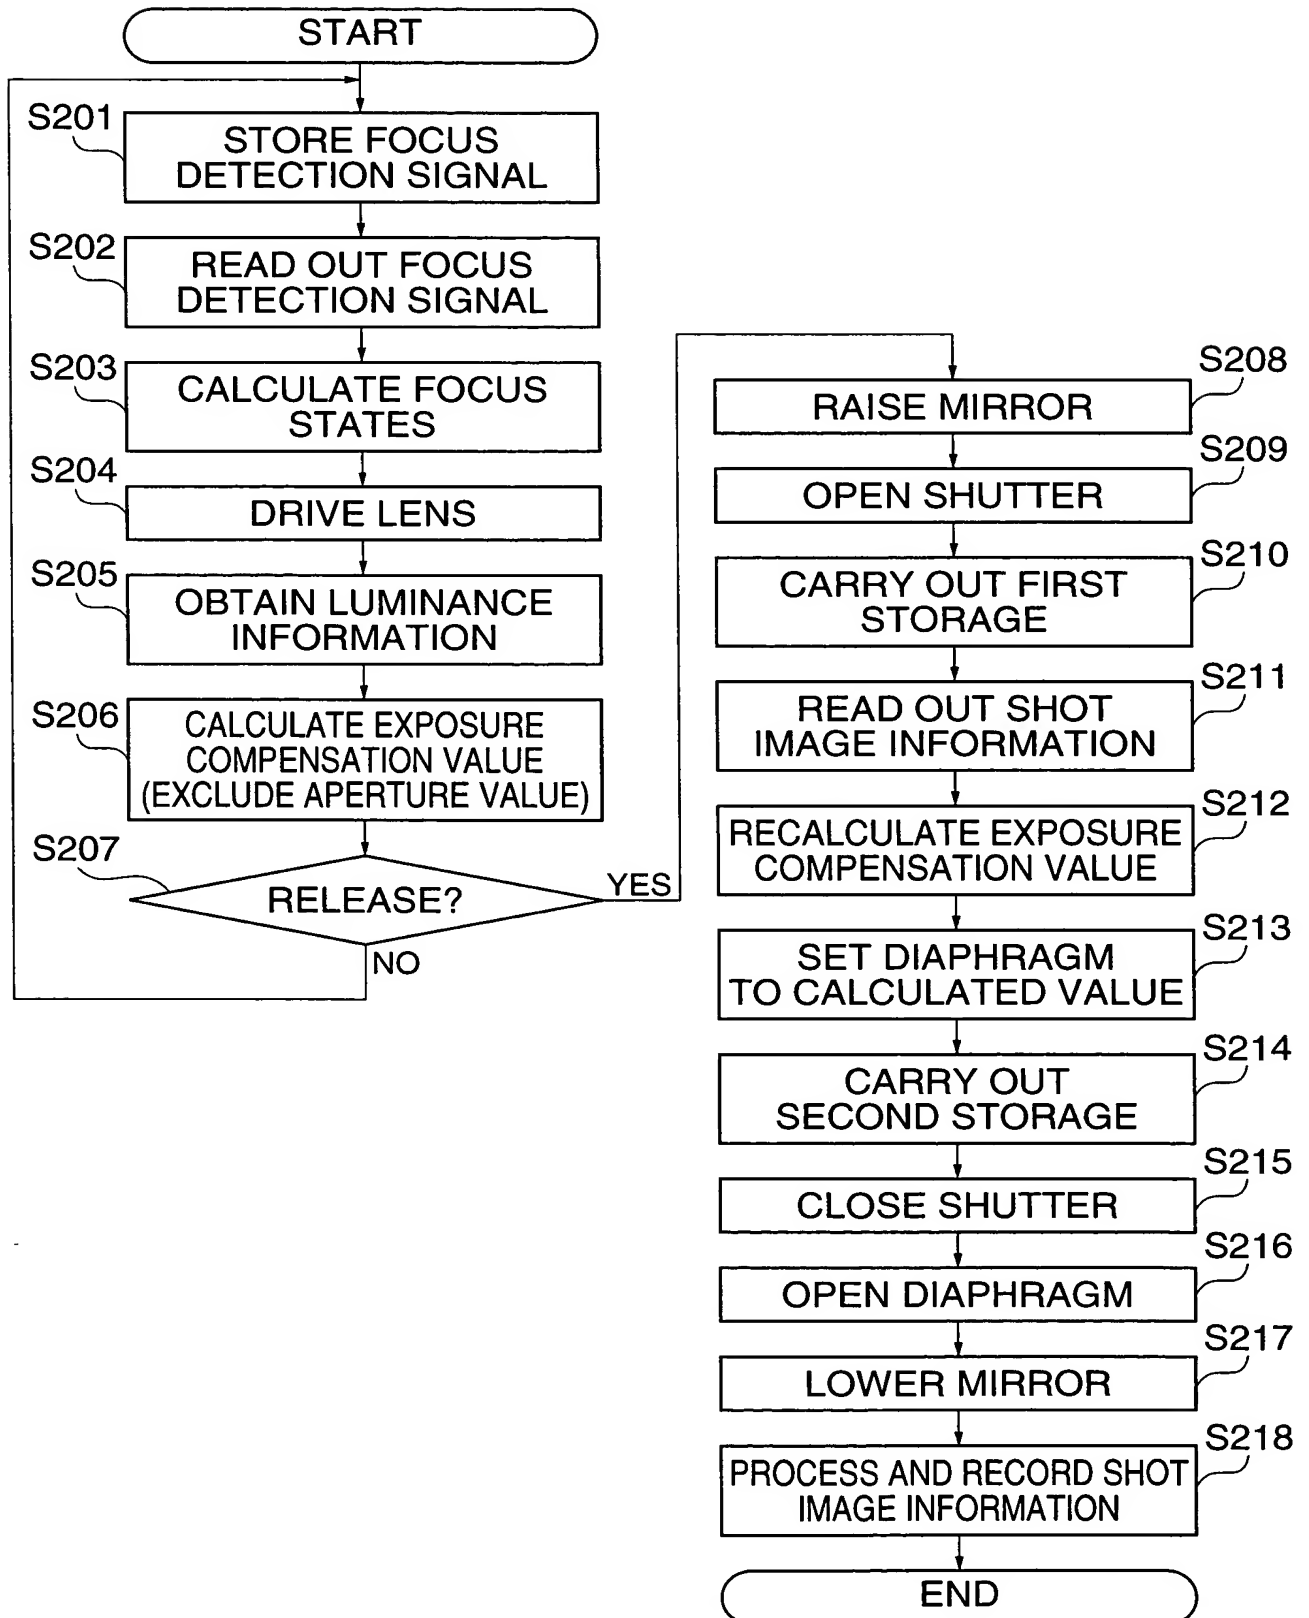 START
S201
STORE FOCUS
DETECTION SIGNAL
S202
READ OUT FOCUS
DETECTION SIGNAL
S203
CALCULATE FOCUS
STATES
S204
DRIVE LENS
S205
OBTAIN LUMINANCE
INFORMATION
S206
CALCULATE EXPOSURE
COMPENSATION VALUE
(EXCLUDE APERTURE VALUE)
S207
RELEASE?
YES
NO
S208
RAISE MIRROR
S209
OPEN SHUTTER
S210
CARRY OUT FIRST
STORAGE
S211
READ OUT SHOT
IMAGE INFORMATION
S212
RECALCULATE EXPOSURE
COMPENSATION VALUE
S213
SET DIAPHRAGM
TO CALCULATED VALUE
S214
CARRY OUT
SECOND STORAGE
S215
CLOSE SHUTTER
S216
OPEN DIAPHRAGM
S217
LOWER MIRROR
S218
PROCESS AND RECORD SHOT
IMAGE INFORMATION
END